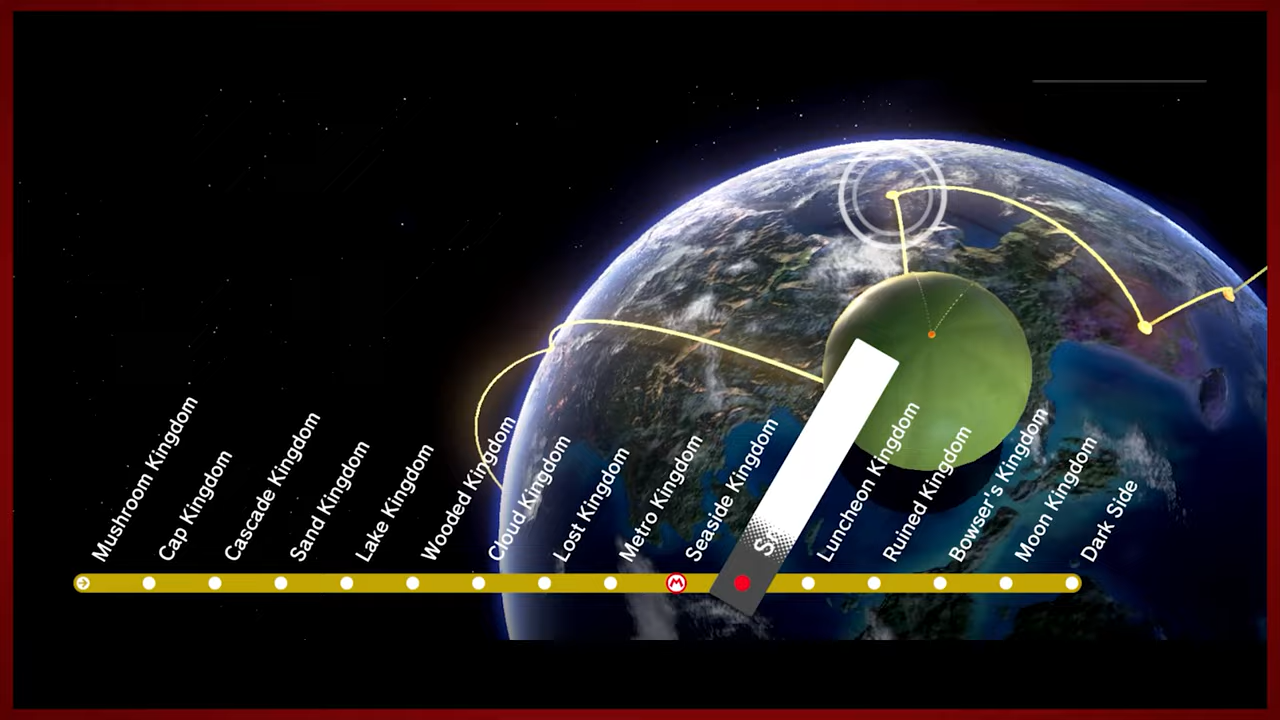 Mushroom Kingdom
Cap Kingdom
Cascade Kingdom
Sand Kingdom
Lake Kingdom
Wooded Kingdom
Cloud Kingdom
Lost Kingdom
Metro Kingdom
Seaside Kingdom
Luncheon Kingdom
Ruined Kingdom
Bowser's Kingdom
Moon Kingdom
Dark Side